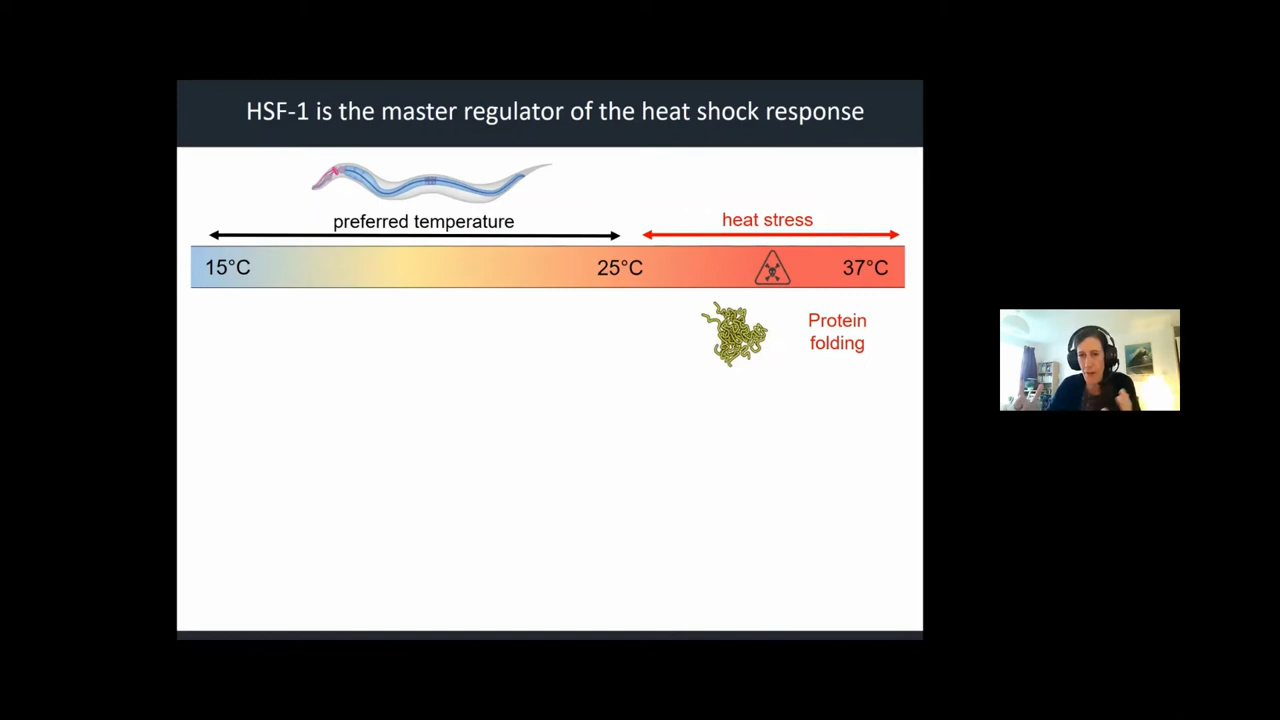 HSF-1 is the master regulator of the heat shock response
preferred temperature
heat stress
15°C
25°C
37°C
Protein
folding